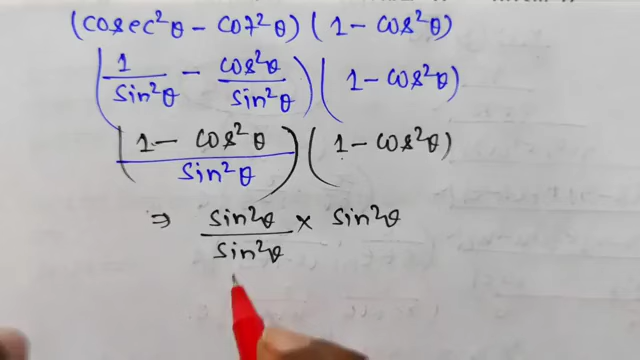 (cosec²θ - cot²θ) (1 - cos²θ)
(1/sin²θ - cos²θ/sin²θ) (1 - cos²θ)
(1 - cos²θ/sin²θ) (1 - cos²θ)
⇒ sin²θ/sin²θ × sin²θ